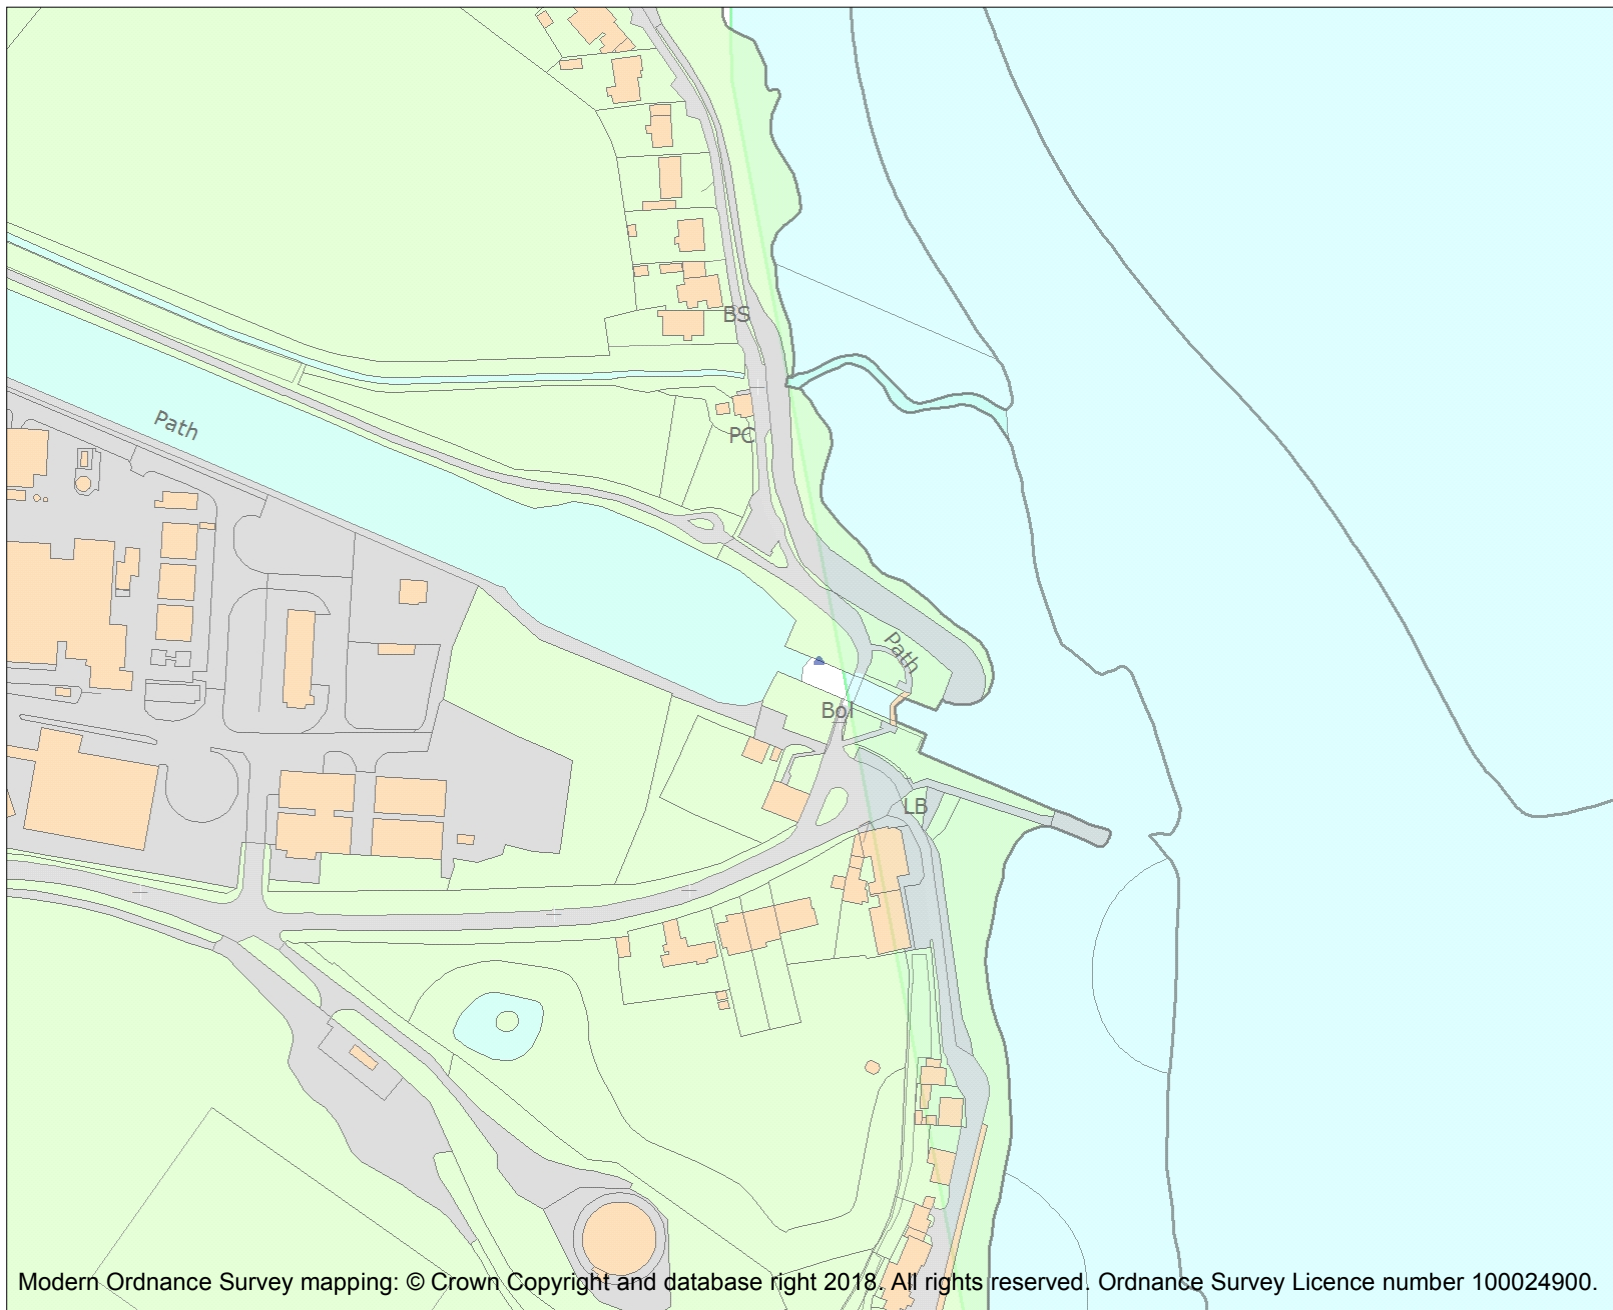 BS
Path
PC
Path
Bol
LB
Modern Ordnance Survey mapping: © Crown Copyright and database right 2018. All rights reserved. Ordnance Survey Licence number 100024900.